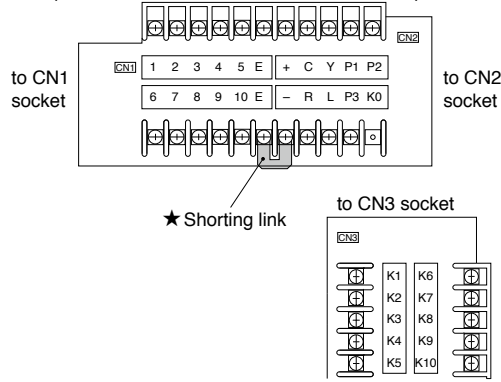 CN2
CN1 1 2 3 4 5 E + C Y P1 P2
6 7 8 9 10 E – R L P3 K0
to CN1
socket
to CN2
socket
★ Shorting link
to CN3 socket
CN3
K1 K6
K2 K7
K3 K8
K4 K9
K5 K10